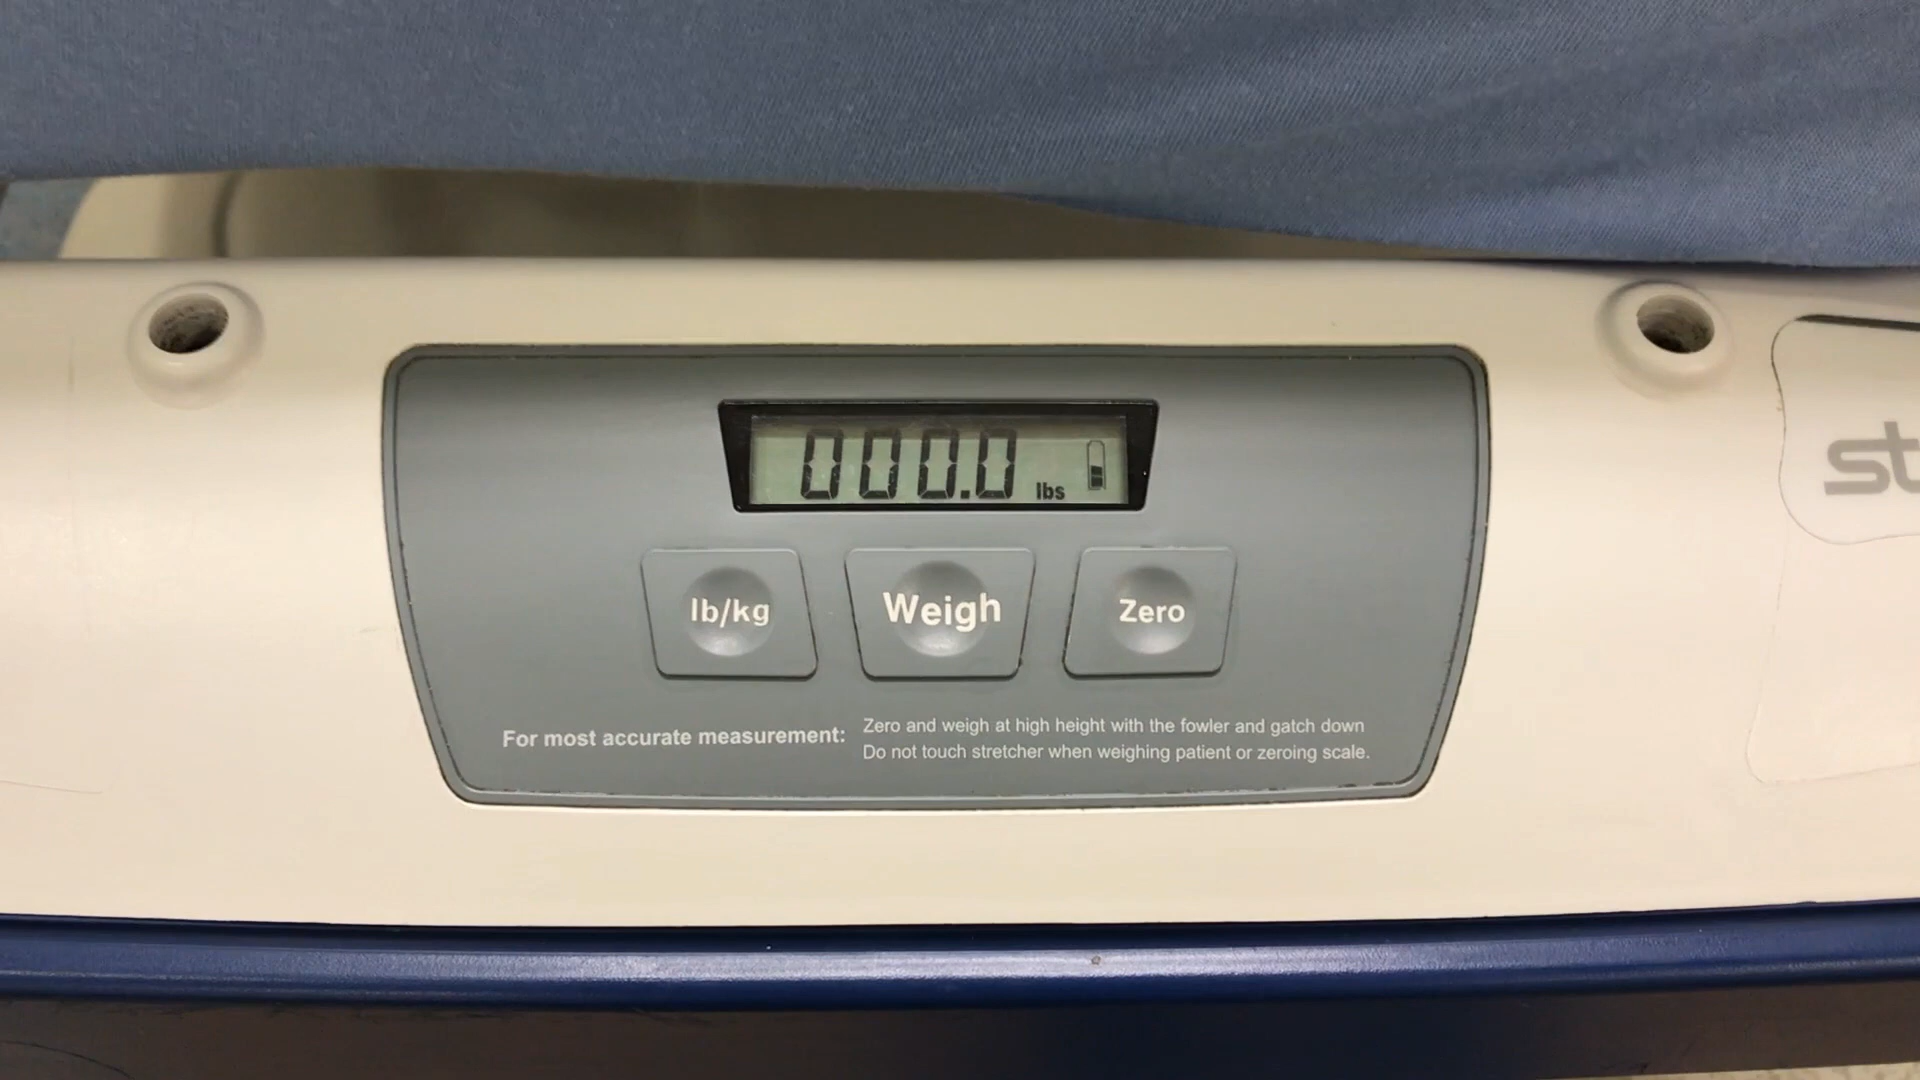 000.0 lbs
lb/kg
Weigh
Zero
For most accurate measurement:
Zero and weigh at high height with the fowler and gatch down
Do not touch stretcher when weighing patient or zeroing scale.
st